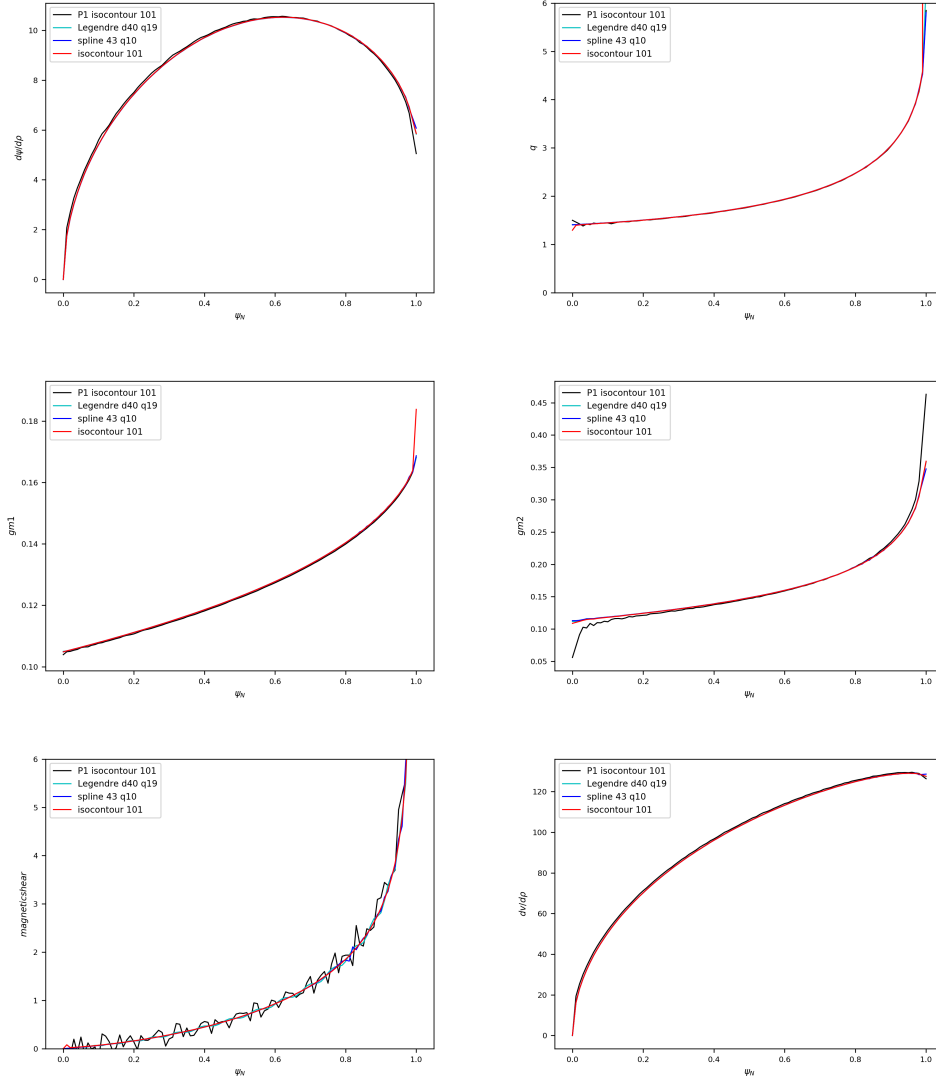 P1 isocontour 101
Legendre d40 q19
spline 43 q10
isocontour 101
dψ/dρ
0
2
4
6
8
10
0.0 0.2 0.4 0.6 0.8 1.0
ψN
P1 isocontour 101
Legendre d40 q19
spline 43 q10
isocontour 101
q
0
1
2
3
4
5
6
0.0 0.2 0.4 0.6 0.8 1.0
ψN
P1 isocontour 101
Legendre d40 q19
spline 43 q10
isocontour 101
gm1
0.10
0.12
0.14
0.16
0.18
0.0 0.2 0.4 0.6 0.8 1.0
ψN
P1 isocontour 101
Legendre d40 q19
spline 43 q10
isocontour 101
gm2
0.05
0.10
0.15
0.20
0.25
0.30
0.35
0.40
0.45
0.0 0.2 0.4 0.6 0.8 1.0
ψN
P1 isocontour 101
Legendre d40 q19
spline 43 q10
isocontour 101
magneticshear
0
1
2
3
4
5
6
0.0 0.2 0.4 0.6 0.8 1.0
ψN
P1 isocontour 101
Legendre d40 q19
spline 43 q10
isocontour 101
dv/dρ
0
20
40
60
80
100
120
0.0 0.2 0.4 0.6 0.8 1.0
ψN